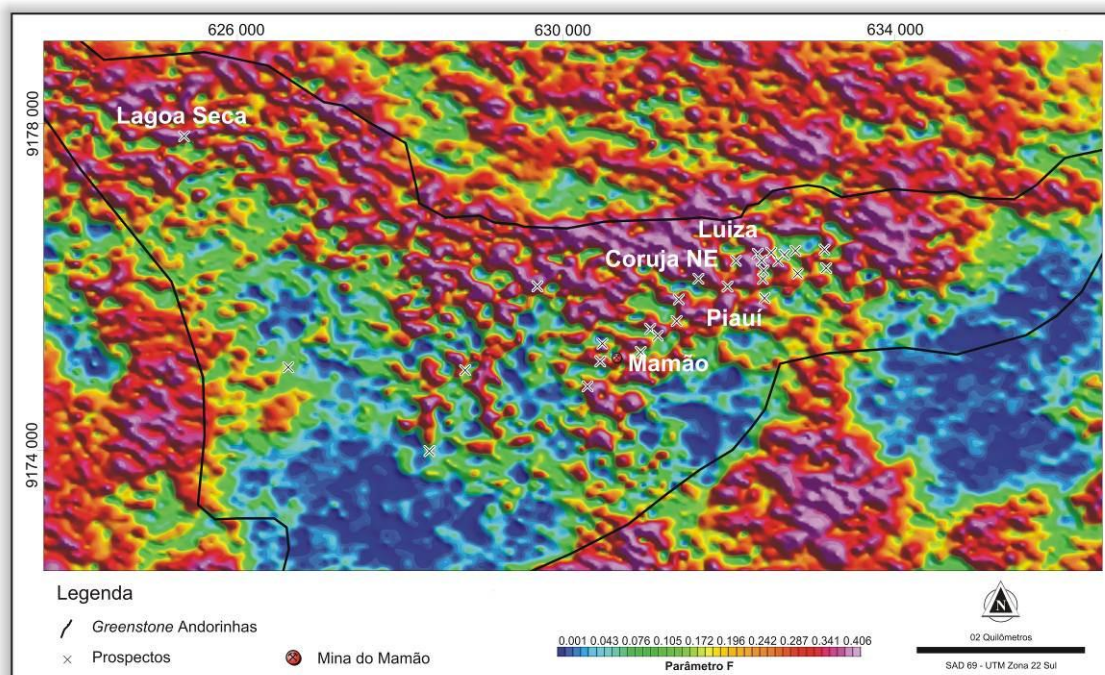 626 000 630 000 634 000
9178 000
Lagoa Seca
Luiza
Coruja NE
Piauí
Mamão
9174 000
Legenda
Greenstone Andorinhas
Prospectos
Mina do Mamão
0.001 0.043 0.076 0.105 0.172 0.196 0.242 0.287 0.341 0.406
Parâmetro F
N
02 Quilômetros
SAD 69 - UTM Zona 22 Sul